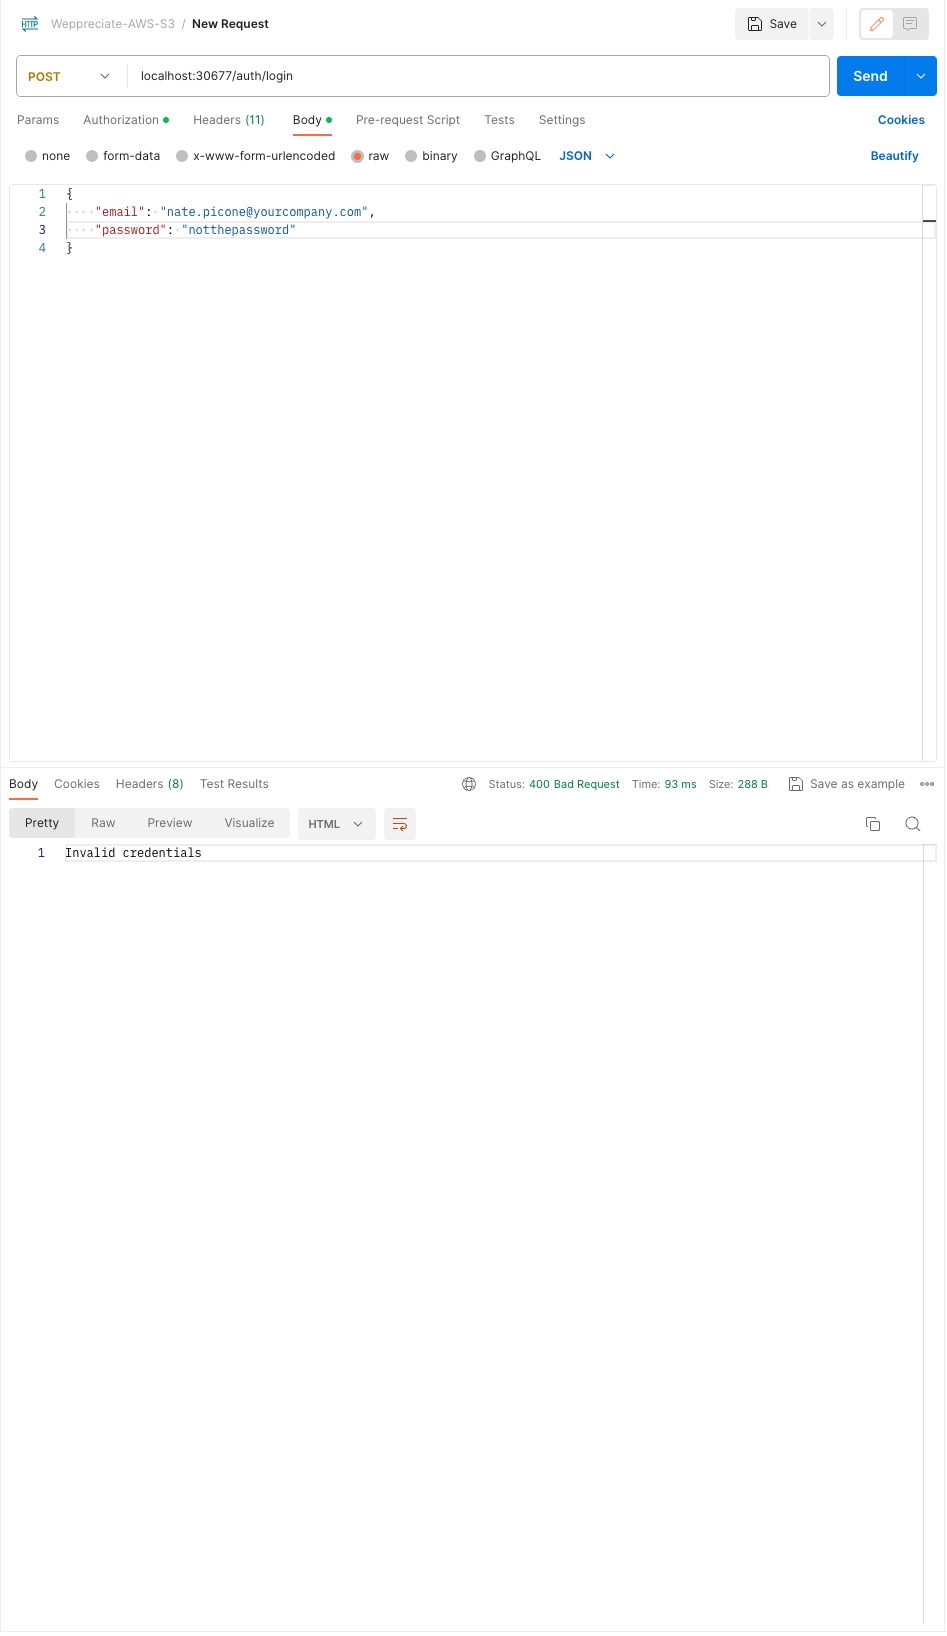 HTTP Weppreciate-AWS-S3 / New Request Save
POST localhost:30677/auth/login Send
Params Authorization Headers (11) Body Pre-request Script Tests Settings Cookies
none form-data x-www-form-urlencoded raw binary GraphQL JSON Beautify
1 {
2 ····"email":·"nate.picone@yourcompany.com",
3 ····"password":·"notthepassword"
4 }
Body Cookies Headers (8) Test Results Status: 400 Bad Request Time: 93 ms Size: 288 B Save as example
Pretty Raw Preview Visualize HTML
1 Invalid credentials